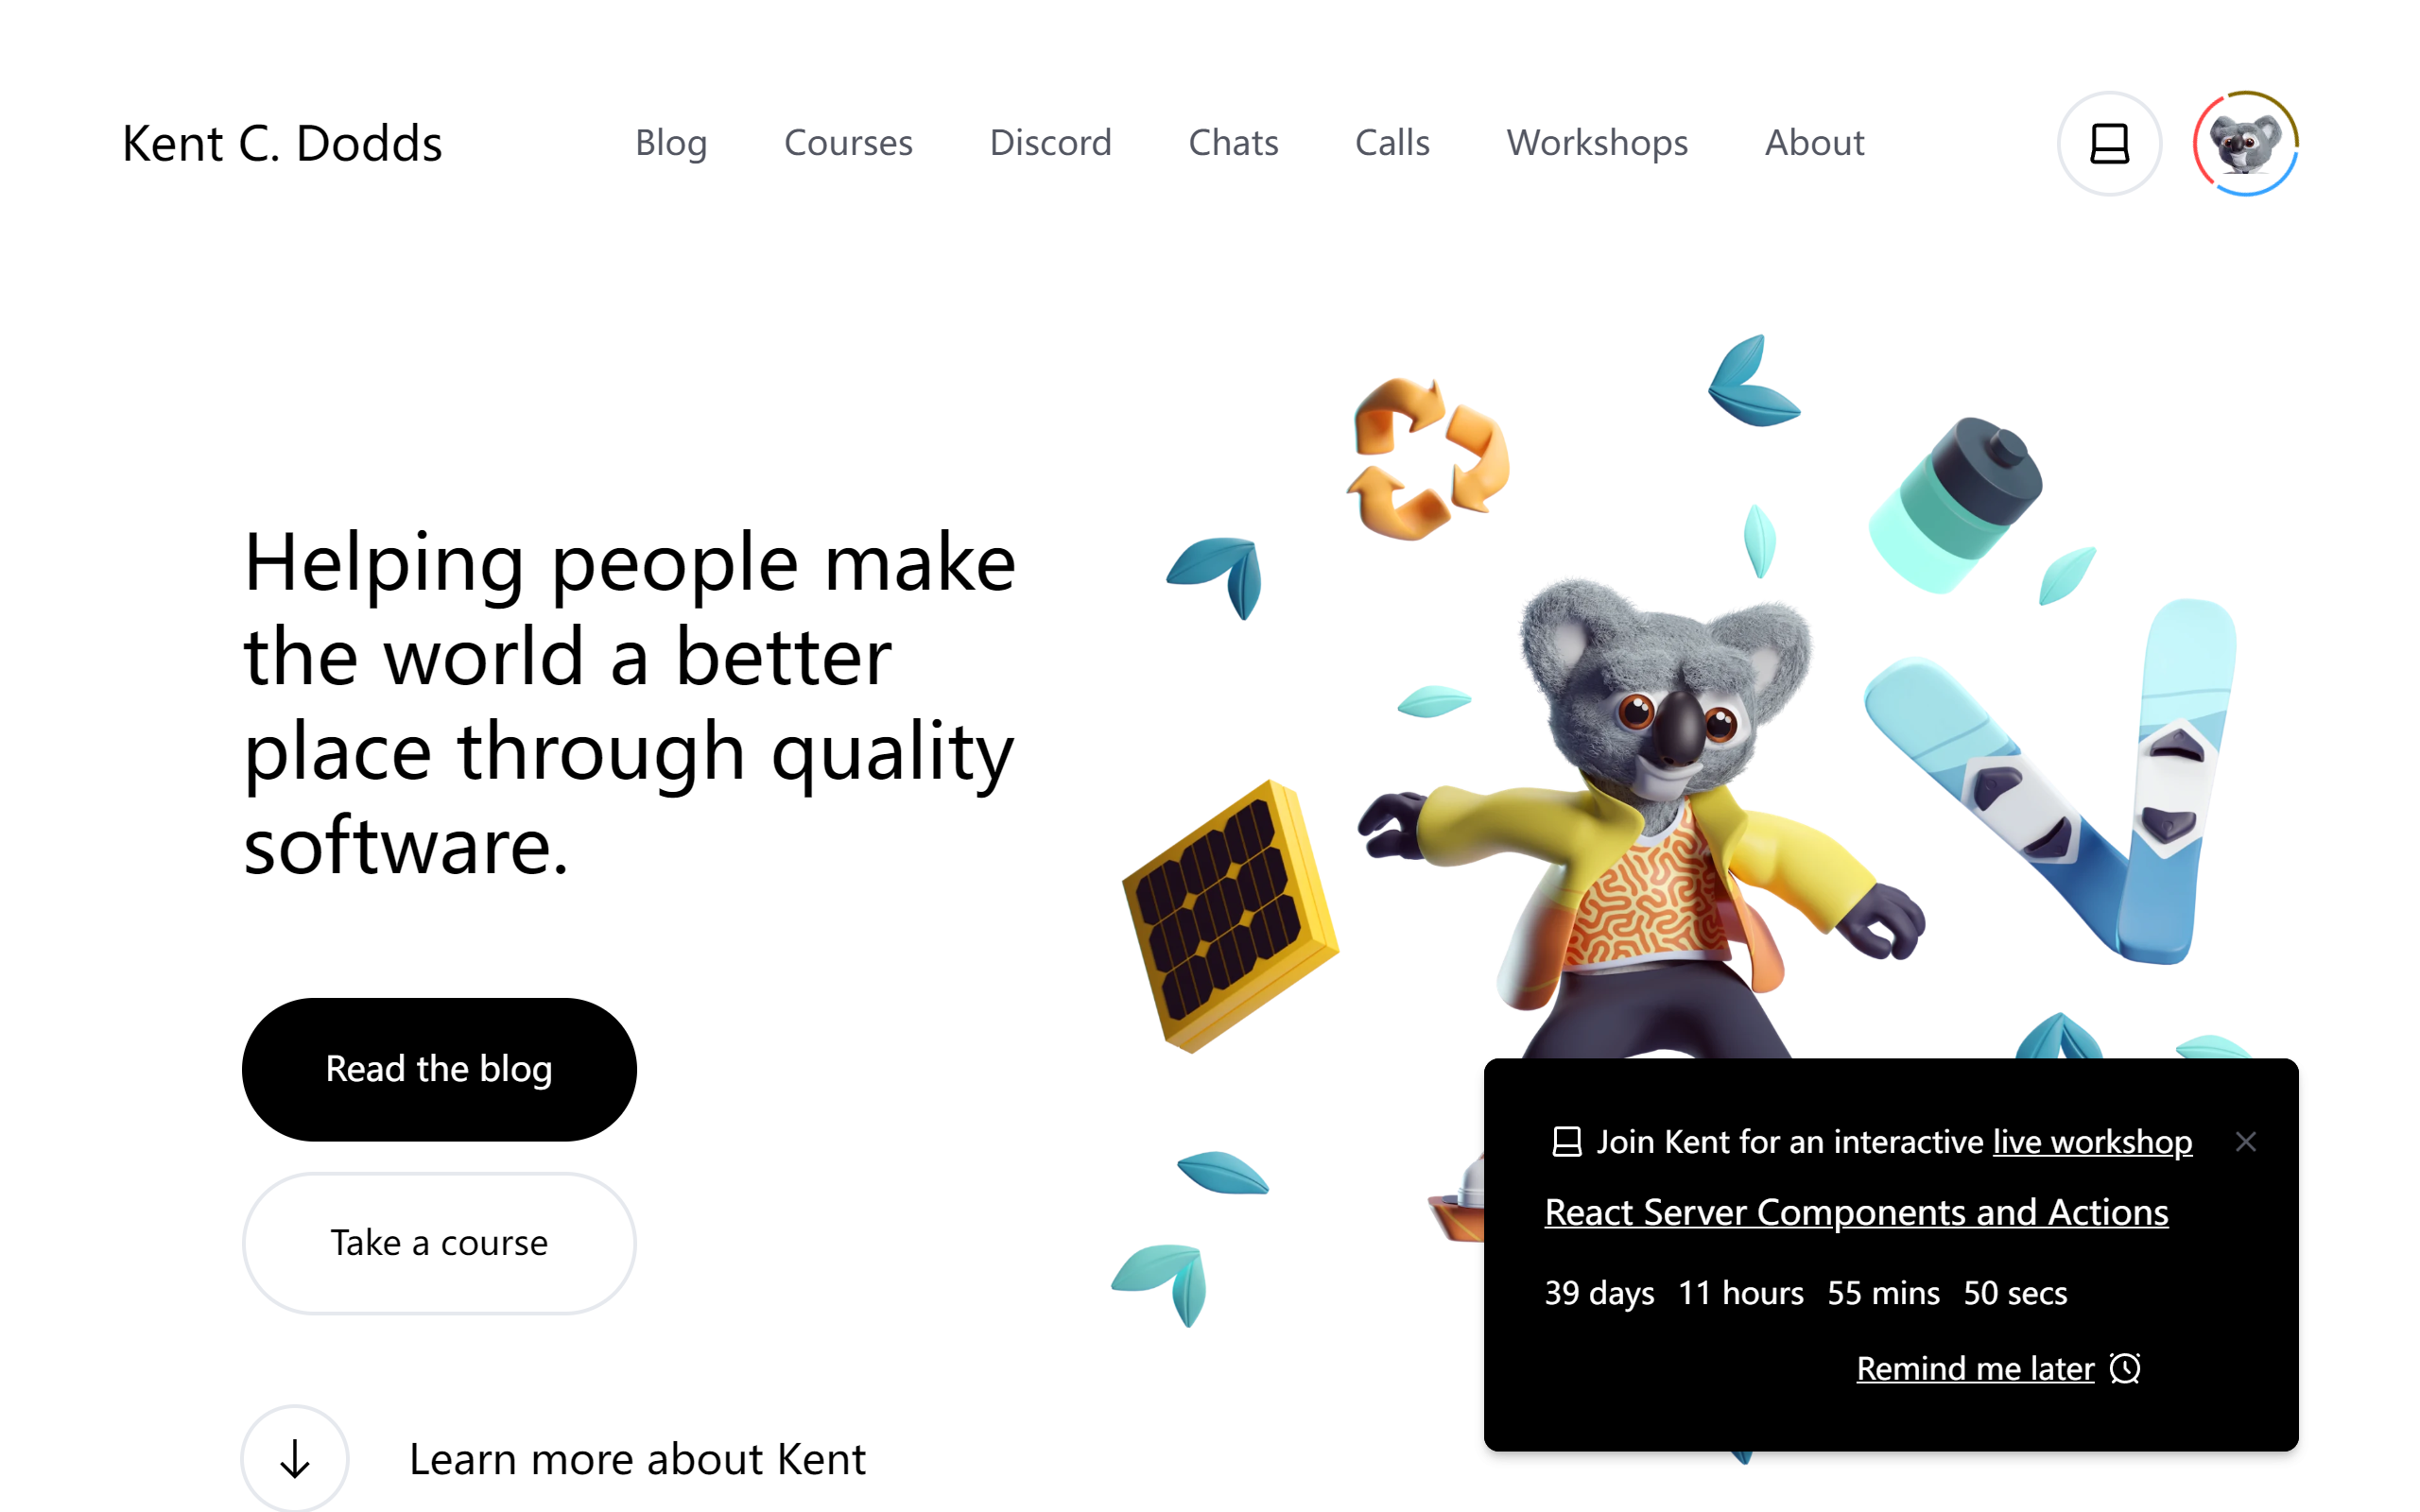 Kent C. Dodds
Blog Courses Discord Chats Calls Workshops About
Helping people make
the world a better
place through quality
software.
Read the blog
Take a course
Learn more about Kent
Join Kent for an interactive live workshop
React Server Components and Actions
39 days 11 hours 55 mins 50 secs
Remind me later